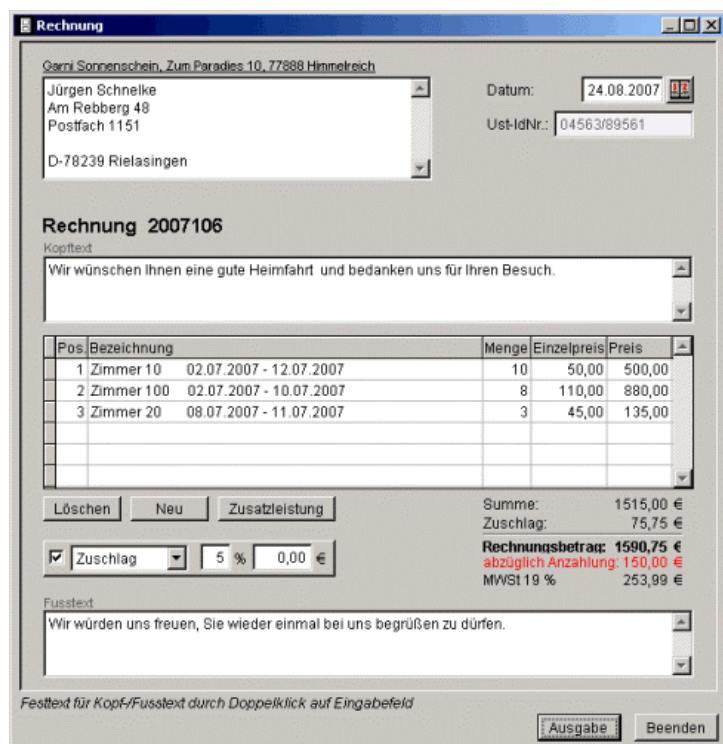 Rechnung
Garni Sonnenschein, Zum Paradies 10, 77888 Himmelreich
Jürgen Schnelke
Am Rebberg 48
Postfach 1151
D-78239 Rielasingen
Datum: 24.08.2007
Ust-IdNr.: 04563/89561
Rechnung 2007106
Kopftext
Wir wünschen Ihnen eine gute Heimfahrt und bedanken uns für Ihren Besuch.
Pos. Bezeichnung Menge Einzelpreis Preis
1 Zimmer 10 02.07.2007 - 12.07.2007 10 50,00 500,00
2 Zimmer 100 02.07.2007 - 10.07.2007 8 110,00 880,00
3 Zimmer 20 08.07.2007 - 11.07.2007 3 45,00 135,00
Löschen Neu Zusatzleistung
Summe: 1515,00 €
Zuschlag: 75,75 €
Zuschlag 5 % 0,00 €
Rechnungsbetrag: 1590,75 €
abzüglich Anzahlung: 150,00 €
MWSt 19 % 253,99 €
Fusstext
Wir würden uns freuen, Sie wieder einmal bei uns begrüßen zu dürfen.
Festtext für Kopf-/Fusstext durch Doppelklick auf Eingabefeld
Ausgabe Beenden